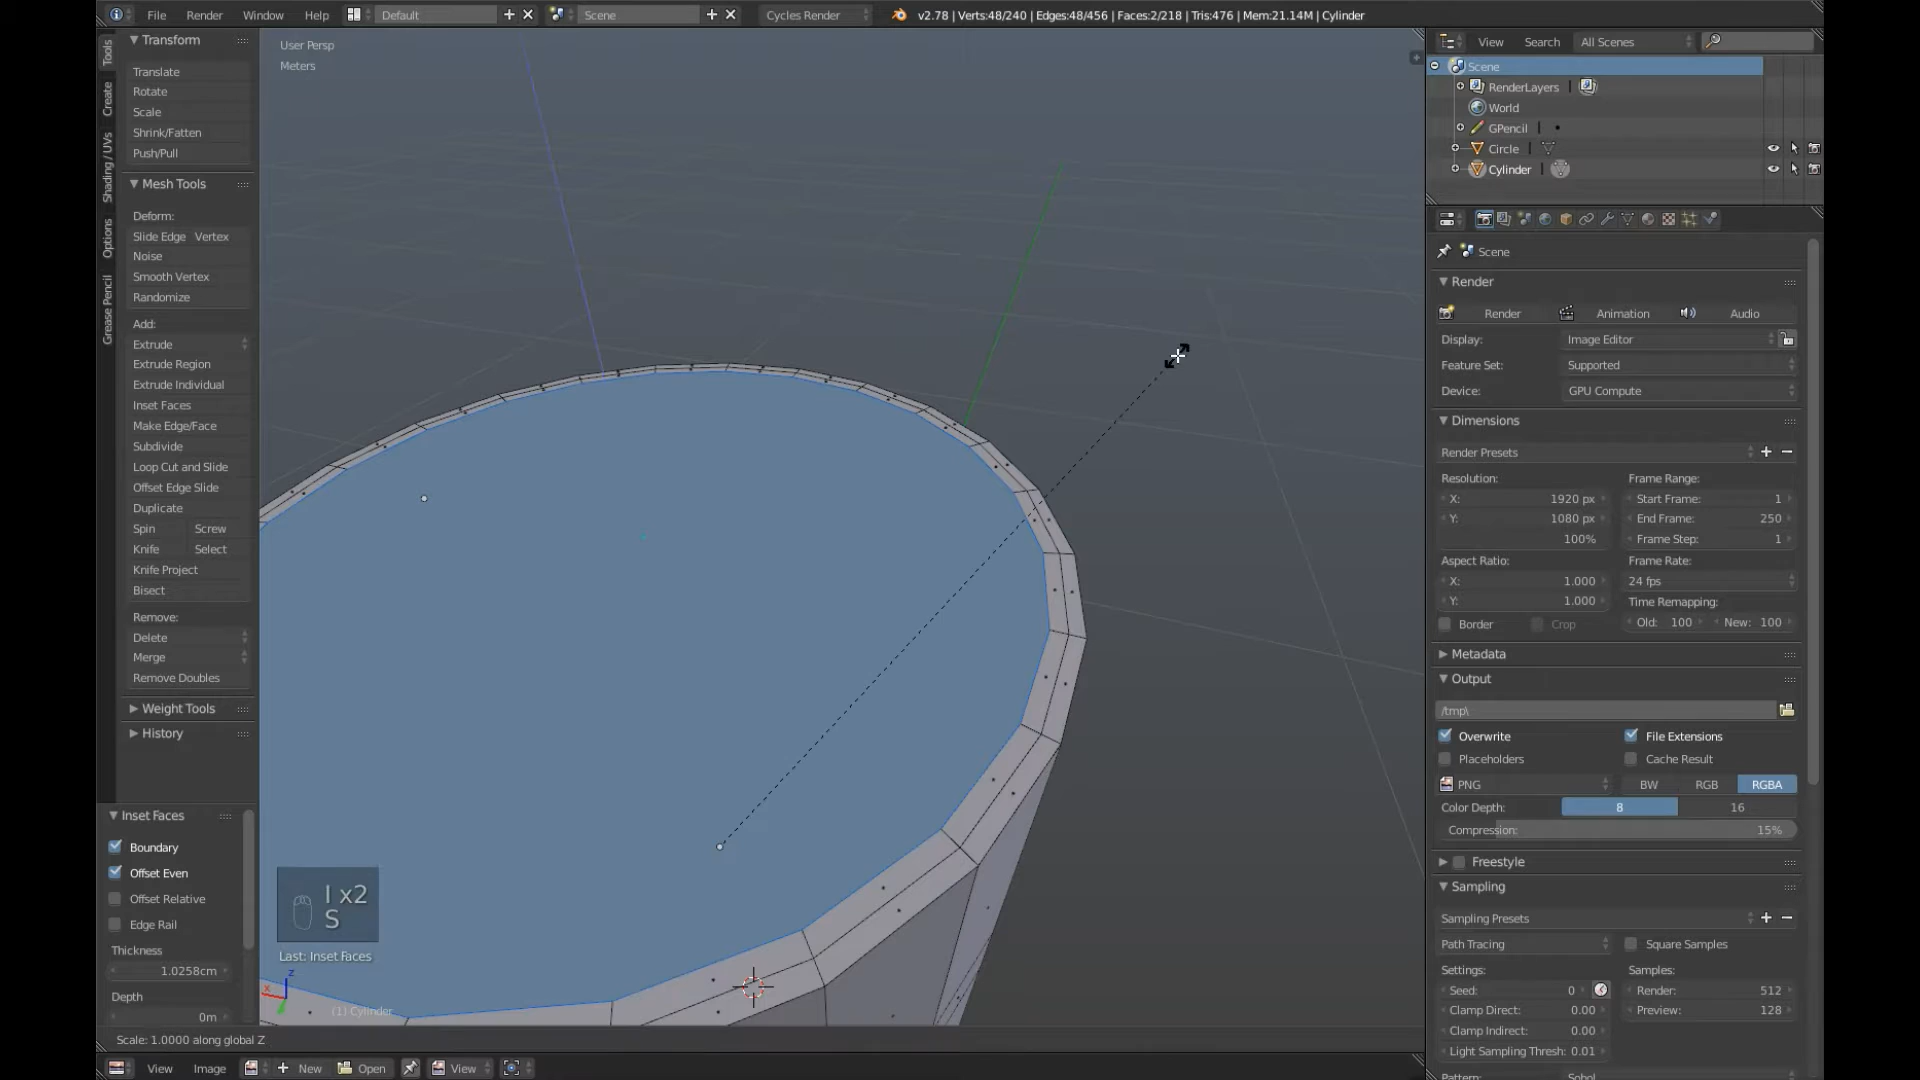 File Render Window Help Default Scene Cycles Render v2.78 | Verts:48/240 | Edges:48/456 | Faces:2/218 | Tris:476 | Mem:21.14M | Cylinder
Tools
Create
Shading / UVs
Options
Grease Pencil
Transform
Translate
Rotate
Scale
Shrink/Fatten
Push/Pull
Mesh Tools
Deform:
Slide Edge Vertex
Noise
Smooth Vertex
Randomize
Add:
Extrude
Extrude Region
Extrude Individual
Inset Faces
Make Edge/Face
Subdivide
Loop Cut and Slide
Offset Edge Slide
Duplicate
Spin Screw
Knife Select
Knife Project
Bisect
Remove:
Delete
Merge
Remove Doubles
Weight Tools
History
Inset Faces
Boundary
Offset Even
Offset Relative
Edge Rail
Thickness
1.0258cm
Depth
0m
User Persp
Meters
I x2
S
Last: Inset Faces
z
x
(1) Cylinder
Scale: 1.0000 along global Z
View Image New Open View
View Search All Scenes
Scene
RenderLayers
World
GPencil
Circle
Cylinder
Scene
Render
Render Animation Audio
Display: Image Editor
Feature Set: Supported
Device: GPU Compute
Dimensions
Render Presets
Resolution: Frame Range:
X: 1920 px Start Frame: 1
Y: 1080 px End Frame: 250
100% Frame Step: 1
Aspect Ratio: Frame Rate:
X: 1.000 24 fps
Y: 1.000 Time Remapping:
Border Crop Old: 100 New: 100
Metadata
Output
/tmp\
Overwrite File Extensions
Placeholders Cache Result
PNG BW RGB RGBA
Color Depth: 8 16
Compression: 15%
Freestyle
Sampling
Sampling Presets
Path Tracing Square Samples
Settings: Samples:
Seed: 0 Render: 512
Clamp Direct: 0.00 Preview: 128
Clamp Indirect: 0.00
Light Sampling Thresh: 0.01
Pattern: Sobol